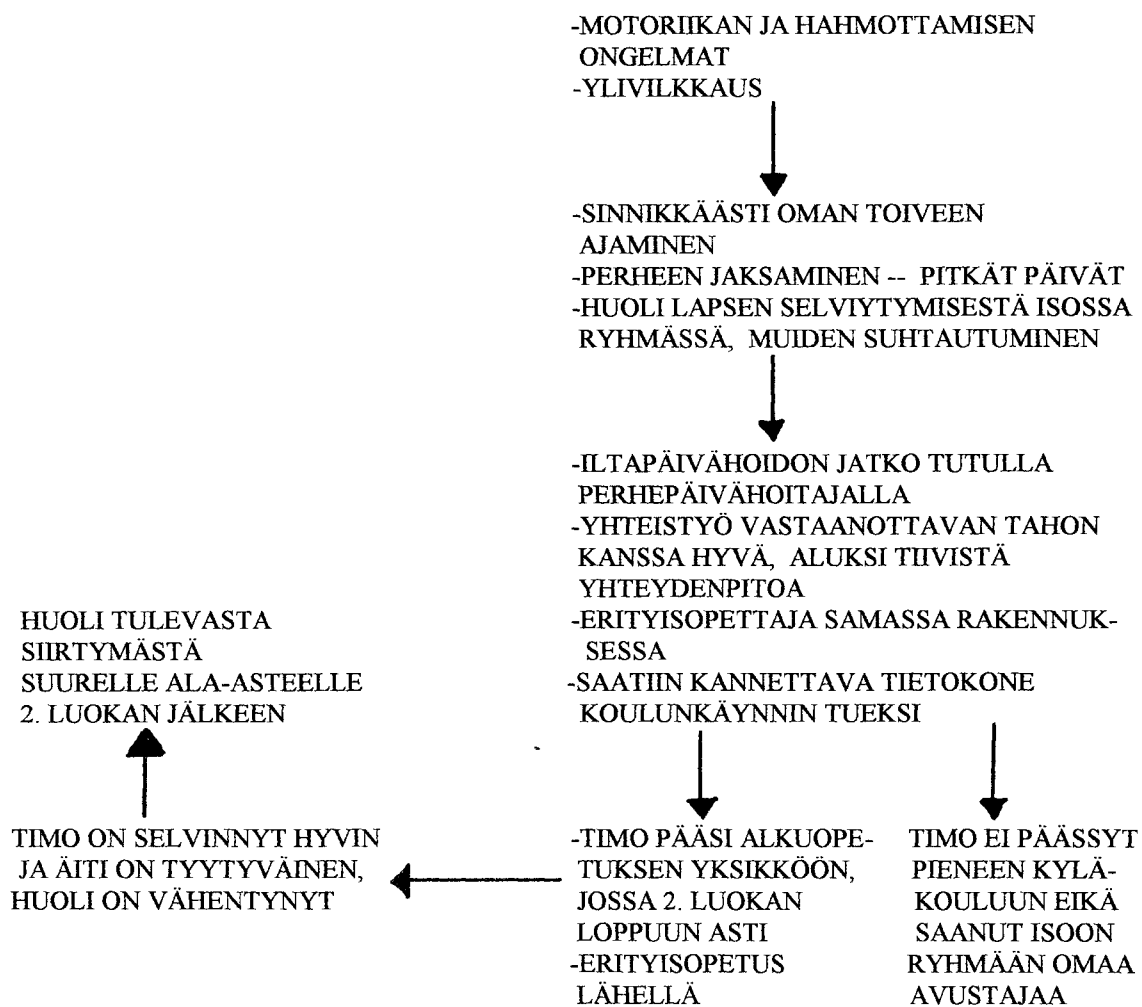 -MOTORIIKAN JA HAHMOTTAMISEN
ONGELMAT
-YLIVILKKAUS
-SINNIKKÄÄSTI OMAN TOIVEEN
AJAMINEN
-PERHEEN JAKSAMINEN -- PITKÄT PÄIVÄT
-HUOLI LAPSEN SELVIYTYMISESTÄ ISOSSA
RYHMÄSSÄ, MUIDEN SUHTAUTUMINEN
-ILTAPÄIVÄHOIDON JATKO TUTULLA
PERHEPÄIVÄHOITAJALLA
-YHTEISTYÖ VASTAANOTTAVAN TAHON
KANSSA HYVÄ, ALUKSI TIIVISTÄ
YHTEYDENPITOA
-ERITYISOPETTAJA SAMASSA RAKENNUK-
SESSA
-SAATIIN KANNETTAVA TIETOKONE
KOULUNKÄYNNIN TUEKSI
-TIMO PÄÄSI ALKUOPE-
TUKSEN YKSIKKÖÖN,
JOSSA 2. LUOKAN
LOPPUUN ASTI
-ERITYISOPETUS
LÄHELLÄ
TIMO EI PÄÄSSYT
PIENEEN KYLÄ-
KOULUUN EIKÄ
SAANUT ISOON
RYHMÄÄN OMAA
AVUSTAJAA
TIMO ON SELVINNYT HYVIN
JA ÄITI ON TYYTYVÄINEN,
HUOLI ON VÄHENTYNYT
HUOLI TULEVASTA
SIIRTYMÄSTÄ
SUURELLE ALA-ASTEELLE
2. LUOKAN JÄLKEEN